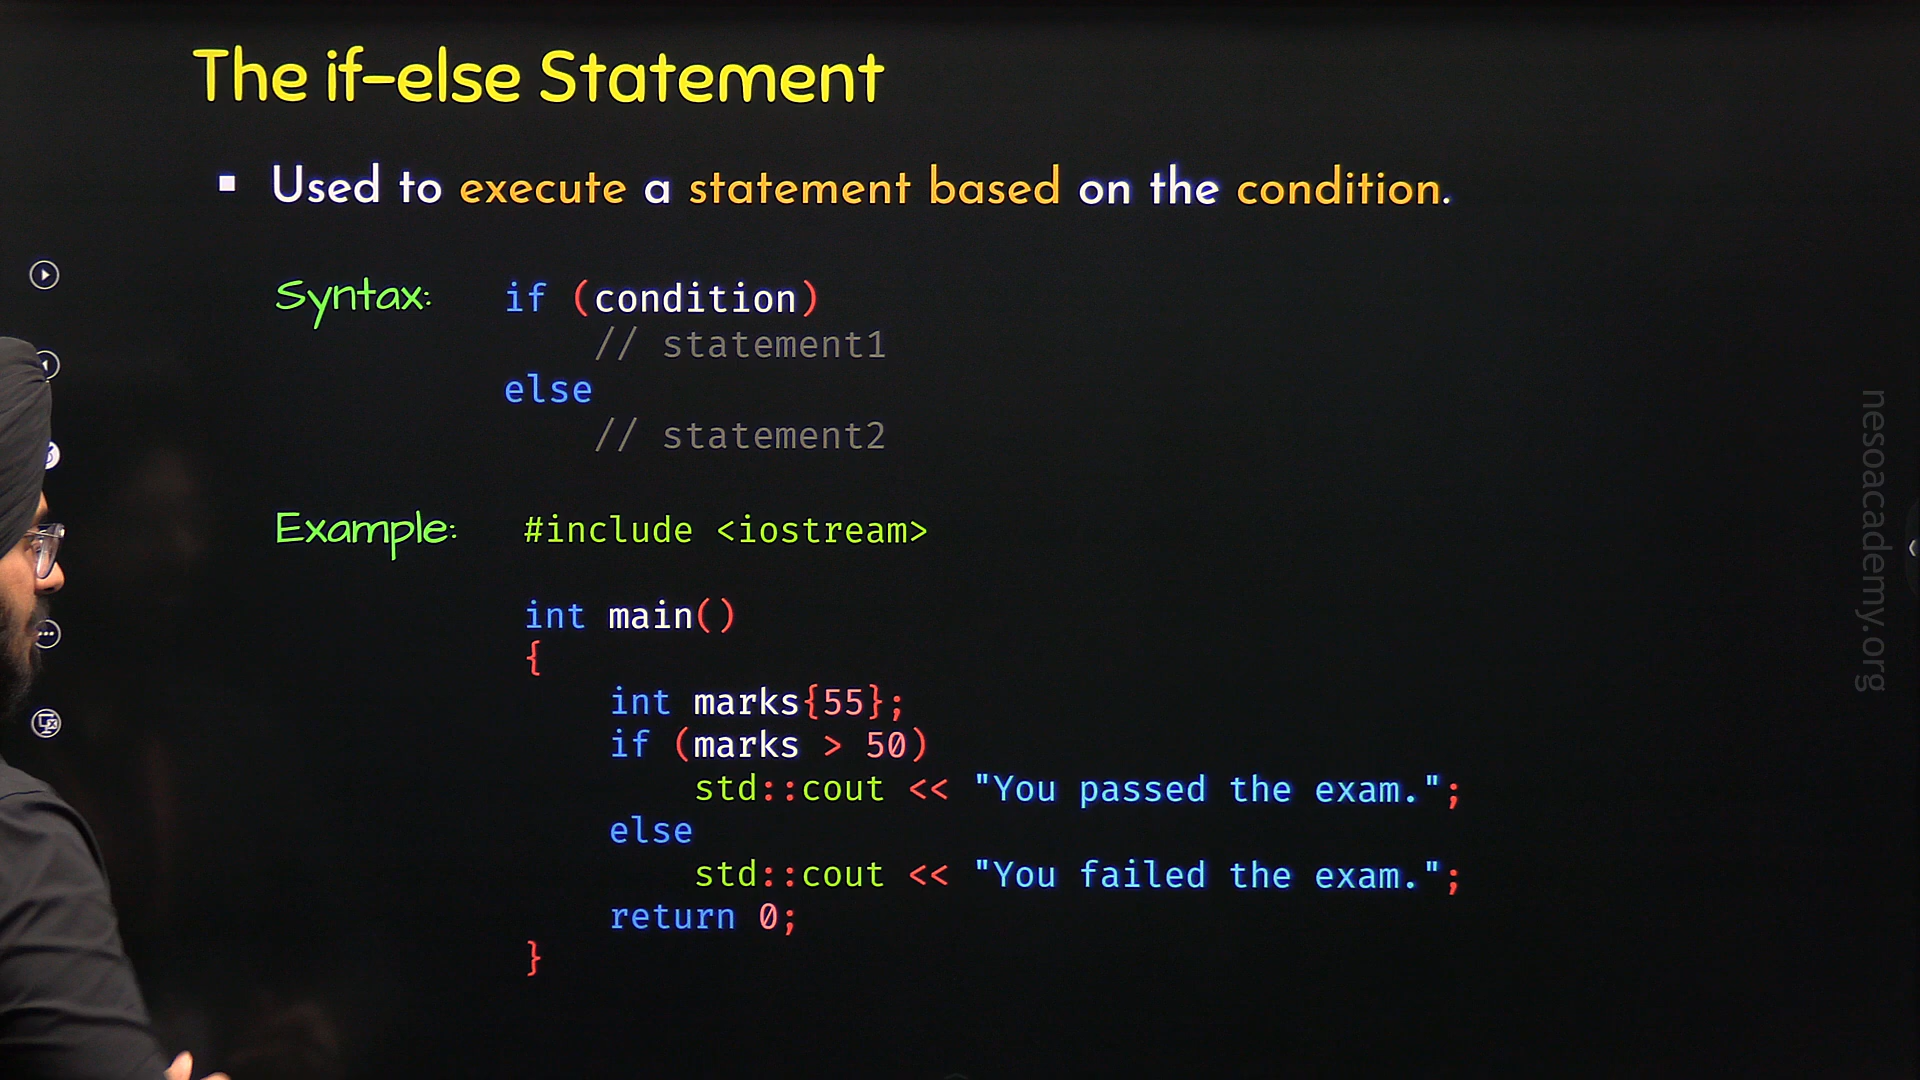 The if-else Statement
▪ Used to execute a statement based on the condition.
Syntax: if (condition)
// statement1
else
// statement2
Example: #include <iostream>
int main()
{
int marks{55};
if (marks > 50)
std::cout << "You passed the exam.";
else
std::cout << "You failed the exam.";
return 0;
}
nesoacademy.org